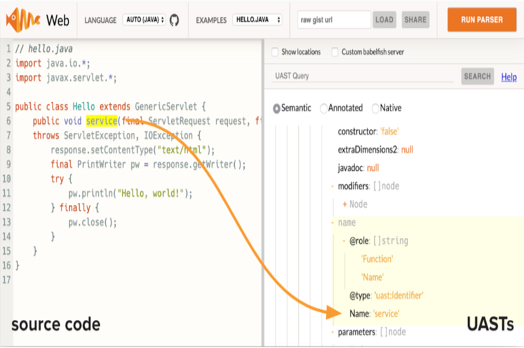 Web LANGUAGE AUTO (JAVA) EXAMPLES HELLO.JAVA raw gist url LOAD SHARE RUN PARSER
1 // hello.java
2 import java.io.*;
3 import javax.servlet.*;
4
5 public class Hello extends GenericServlet {
6 public void service(final ServletRequest request, fi
7 throws ServletException, IOException {
8 response.setContentType("text/html");
9 final PrintWriter pw = response.getWriter();
10 try {
11 pw.println("Hello, world!");
12 } finally {
13 pw.close();
14 }
15 }
16 }
17
source code
Show locations Custom babelfish server
UAST Query SEARCH Help
Semantic Annotated Native
constructor: 'false'
extraDimensions2: null
javadoc: null
- modifiers: []node
+ Node
- name
- @role: []string
'Function'
'Name'
@type: 'uast:Identifier'
Name: 'service'
- parameters: []node
UASTs